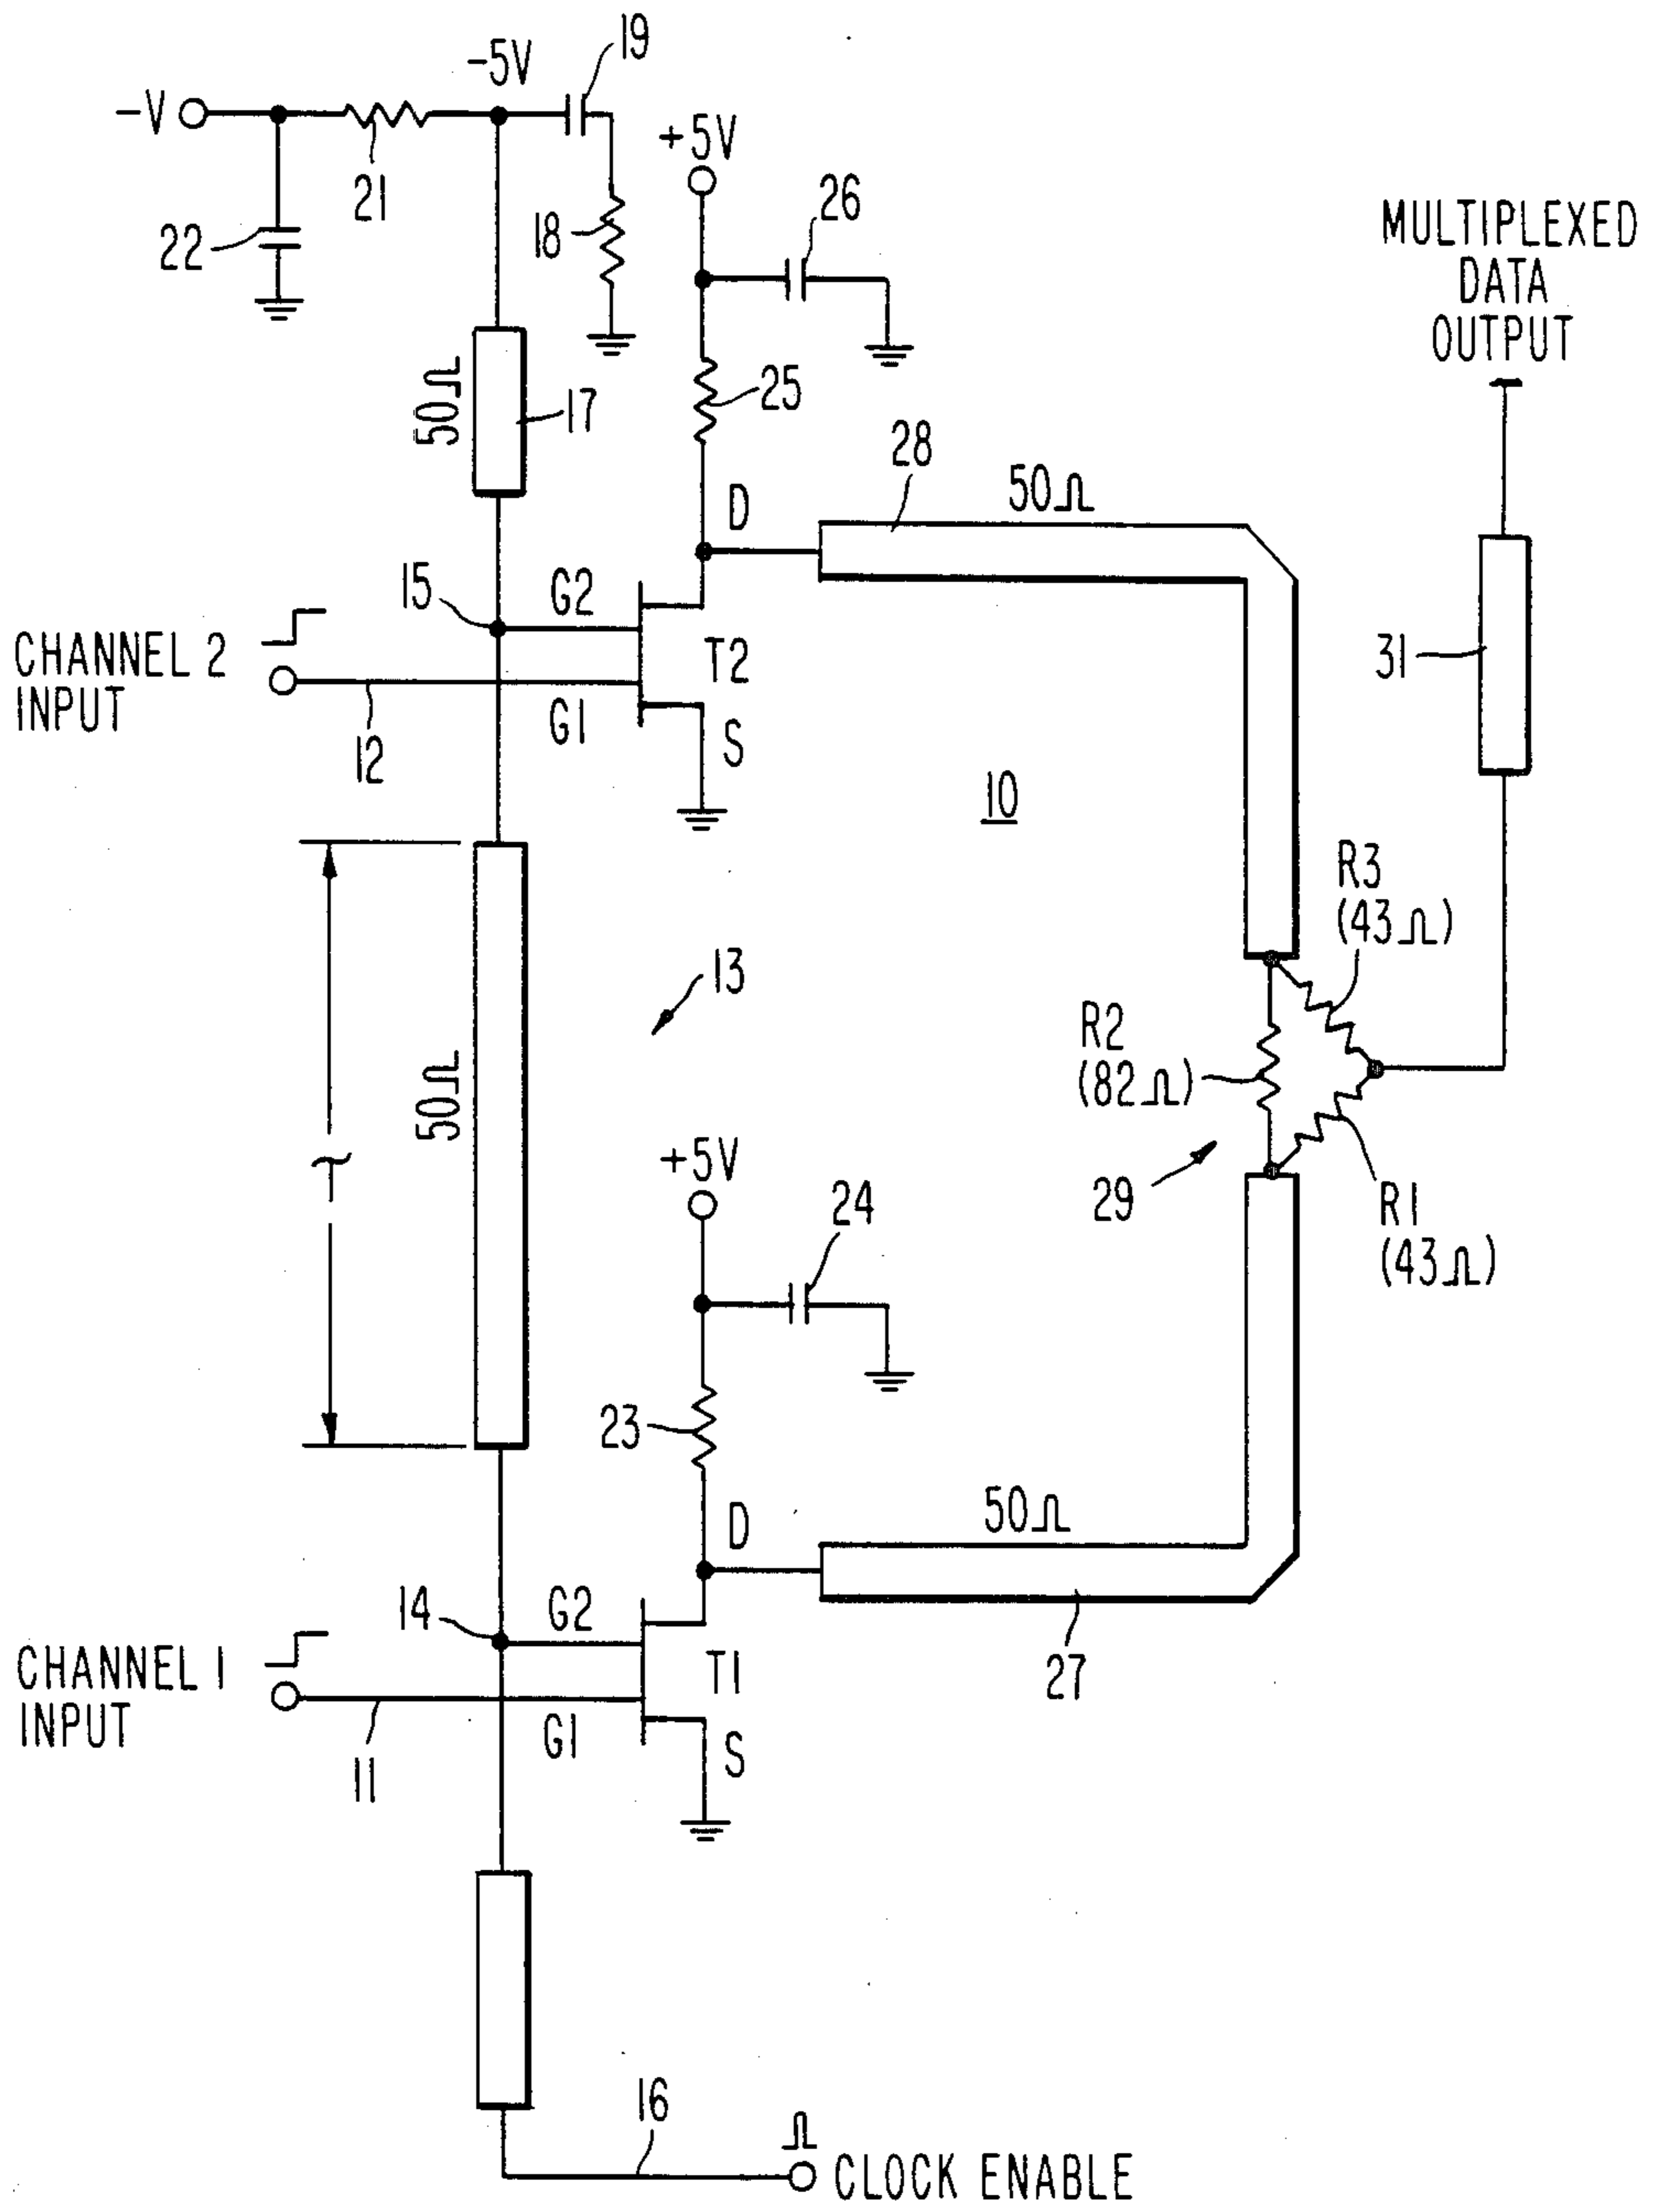 19
-5V
-V
+5V
21
26
22
18
MULTIPLEXED
DATA
OUTPUT
50Ω
17
25
28
50Ω
D
15
G2
CHANNEL 2
INPUT
T2
31
12
G1
S
10
R3
(43Ω)
13
R2
(82Ω)
50Ω
+5V
24
29
R1
(43Ω)
23
50Ω
D
14
G2
CHANNEL 1
INPUT
T1
27
11
G1
S
16
CLOCK ENABLE